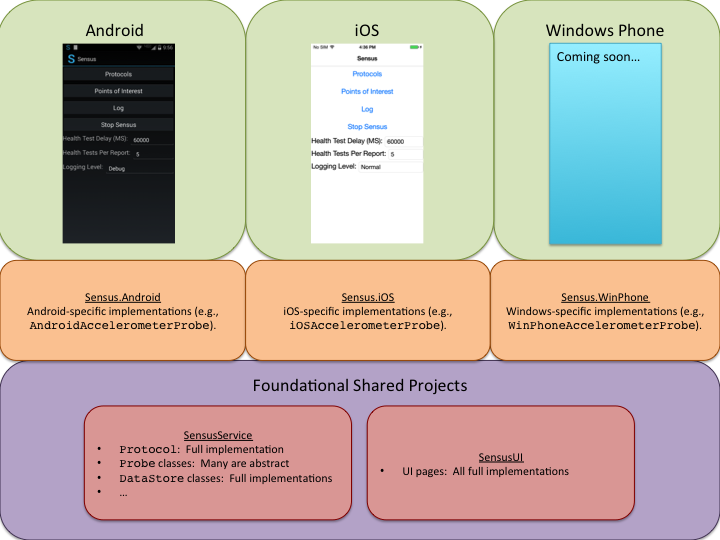 Android
iOS
Windows Phone
9:56
Sensus
Protocols
Points of Interest
Log
Stop Sensus
Health Test Delay (MS): 60000
Health Tests Per Report: 5
Logging Level: Debug
No SIM
4:36 PM
Sensus
Protocols
Points of Interest
Log
Stop Sensus
Health Test Delay (MS): 60000
Health Tests Per Report: 5
Logging Level: Normal
Coming soon…
Sensus.Android
Android-specific implementations (e.g.,
AndroidAccelerometerProbe).
Sensus.iOS
iOS-specific implementations (e.g.,
iOSAccelerometerProbe).
Sensus.WinPhone
Windows-specific implementations (e.g.,
WinPhoneAccelerometerProbe).
Foundational Shared Projects
SensusService
• Protocol: Full implementation
• Probe classes: Many are abstract
• DataStore classes: Full implementations
• …
SensusUI
• UI pages: All full implementations